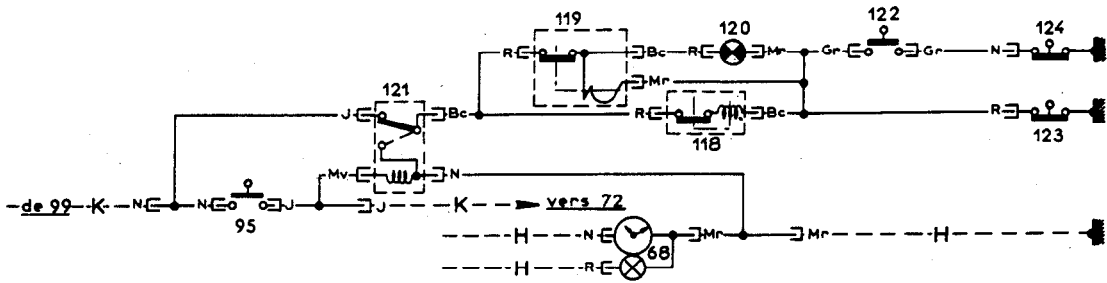 119
120
122
124
R Bc R Mr Gr Gr N
Mr
121
J Bc R Bc R
118
123
Mv N
de 99 K N N J J K vers 72
95
H N Mr Mr H
68
H R